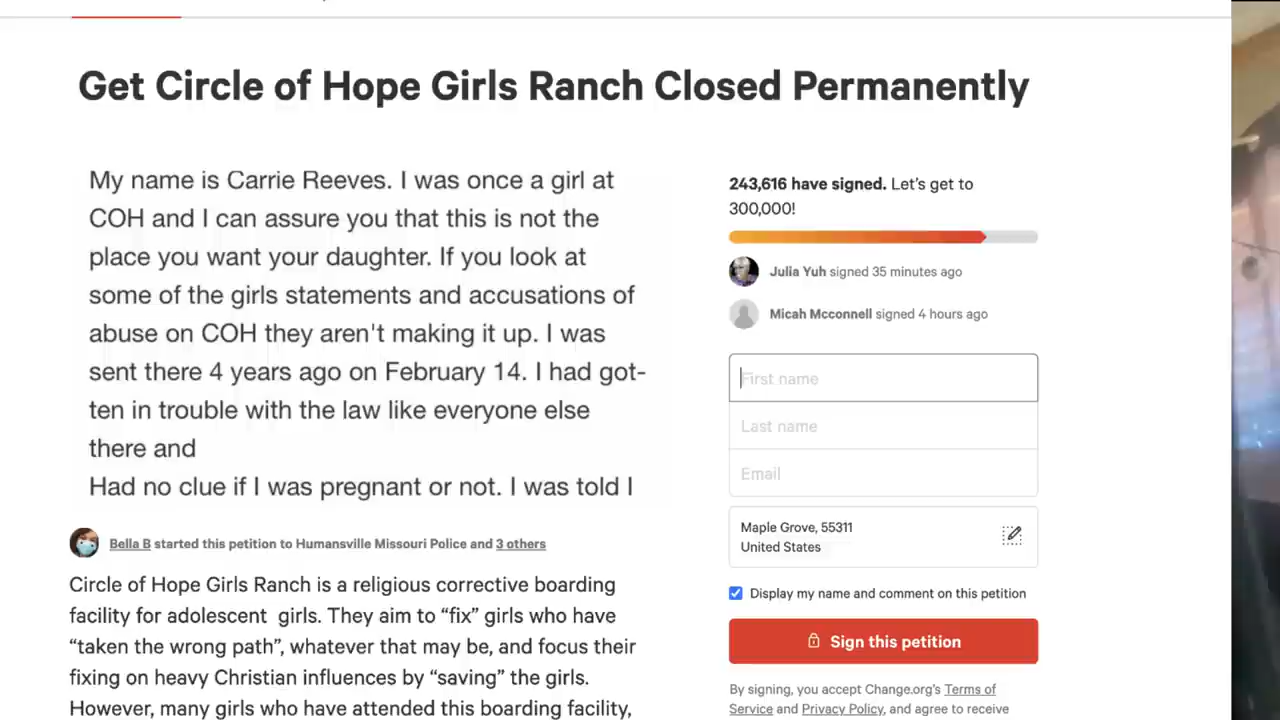 Get Circle of Hope Girls Ranch Closed Permanently
My name is Carrie Reeves. I was once a girl at
COH and I can assure you that this is not the
place you want your daughter. If you look at
some of the girls statements and accusations of
abuse on COH they aren't making it up. I was
sent there 4 years ago on February 14. I had got-
ten in trouble with the law like everyone else
there and
Had no clue if I was pregnant or not. I was told I
Bella B started this petition to Humansville Missouri Police and 3 others
Circle of Hope Girls Ranch is a religious corrective boarding
facility for adolescent girls. They aim to “fix” girls who have
“taken the wrong path”, whatever that may be, and focus their
fixing on heavy Christian influences by “saving” the girls.
However, many girls who have attended this boarding facility,
243,616 have signed. Let’s get to
300,000!
Julia Yuh signed 35 minutes ago
Micah Mcconnell signed 4 hours ago
First name
Last name
Email
Maple Grove, 55311
United States
Display my name and comment on this petition
Sign this petition
By signing, you accept Change.org’s Terms of
Service and Privacy Policy, and agree to receive